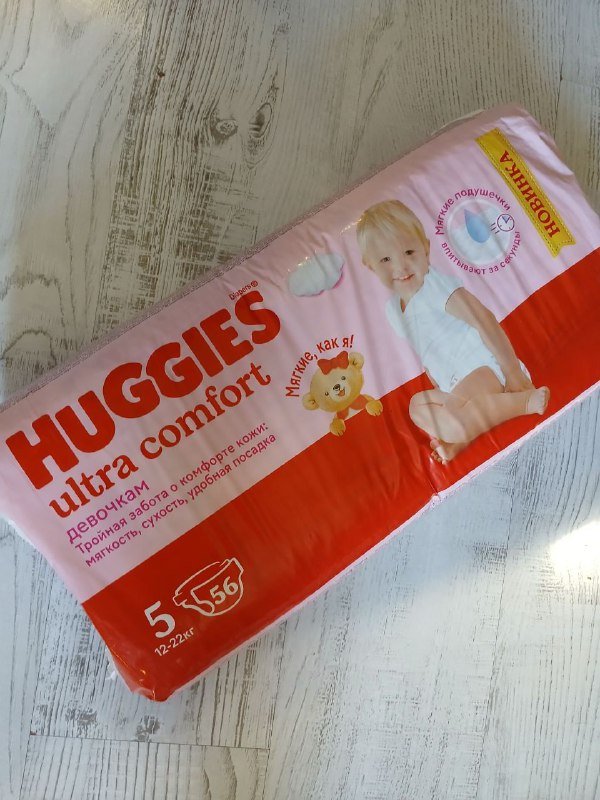 Diapers
HUGGIES
ultra comfort
девочкам
Тройная забота о комфорте кожи:
мягкость, сухость, удобная посадка
5
56
12-22кг
Мягкие, как я!
Мягкие подушечки
впитывают за секунды
НОВИНКА